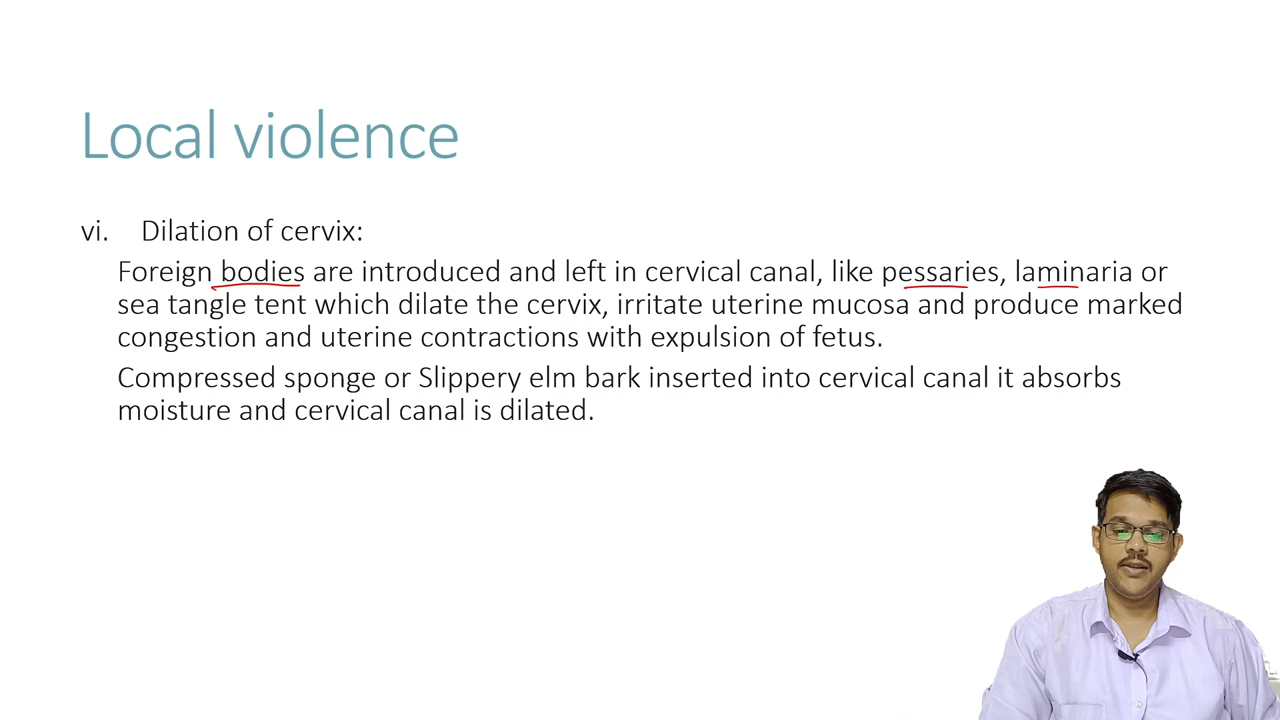 Local violence
vi. Dilation of cervix:
Foreign bodies are introduced and left in cervical canal, like pessaries, laminaria or
sea tangle tent which dilate the cervix, irritate uterine mucosa and produce marked
congestion and uterine contractions with expulsion of fetus.
Compressed sponge or Slippery elm bark inserted into cervical canal it absorbs
moisture and cervical canal is dilated.